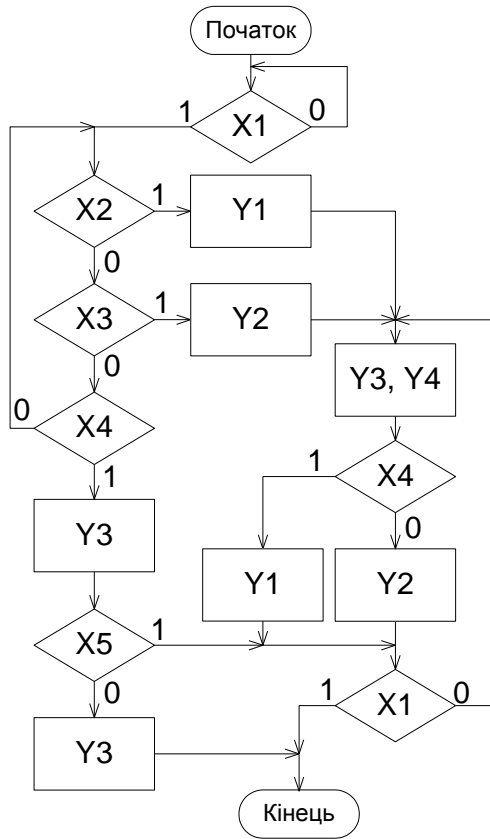 Початок
1 X1 0
X2 1 Y1
0
X3 1 Y2
0
Y3, Y4
0 X4
1
1 X4
0
Y3
Y1 Y2
X5 1
0
1 X1 0
Y3
Кінець